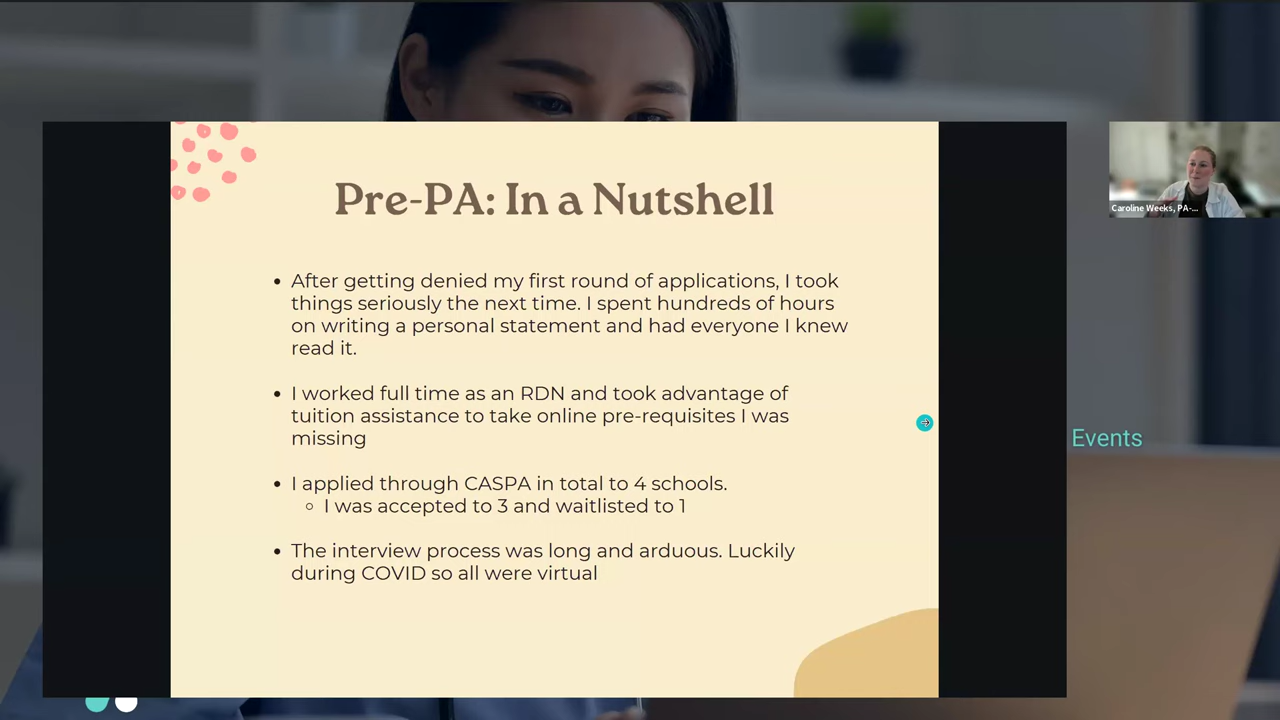 Pre-PA: In a Nutshell
• After getting denied my first round of applications, I took
things seriously the next time. I spent hundreds of hours
on writing a personal statement and had everyone I knew
read it.
• I worked full time as an RDN and took advantage of
tuition assistance to take online pre-requisites I was
missing
• I applied through CASPA in total to 4 schools.
◦ I was accepted to 3 and waitlisted to 1
• The interview process was long and arduous. Luckily
during COVID so all were virtual
Caroline Weeks, PA-...
Events